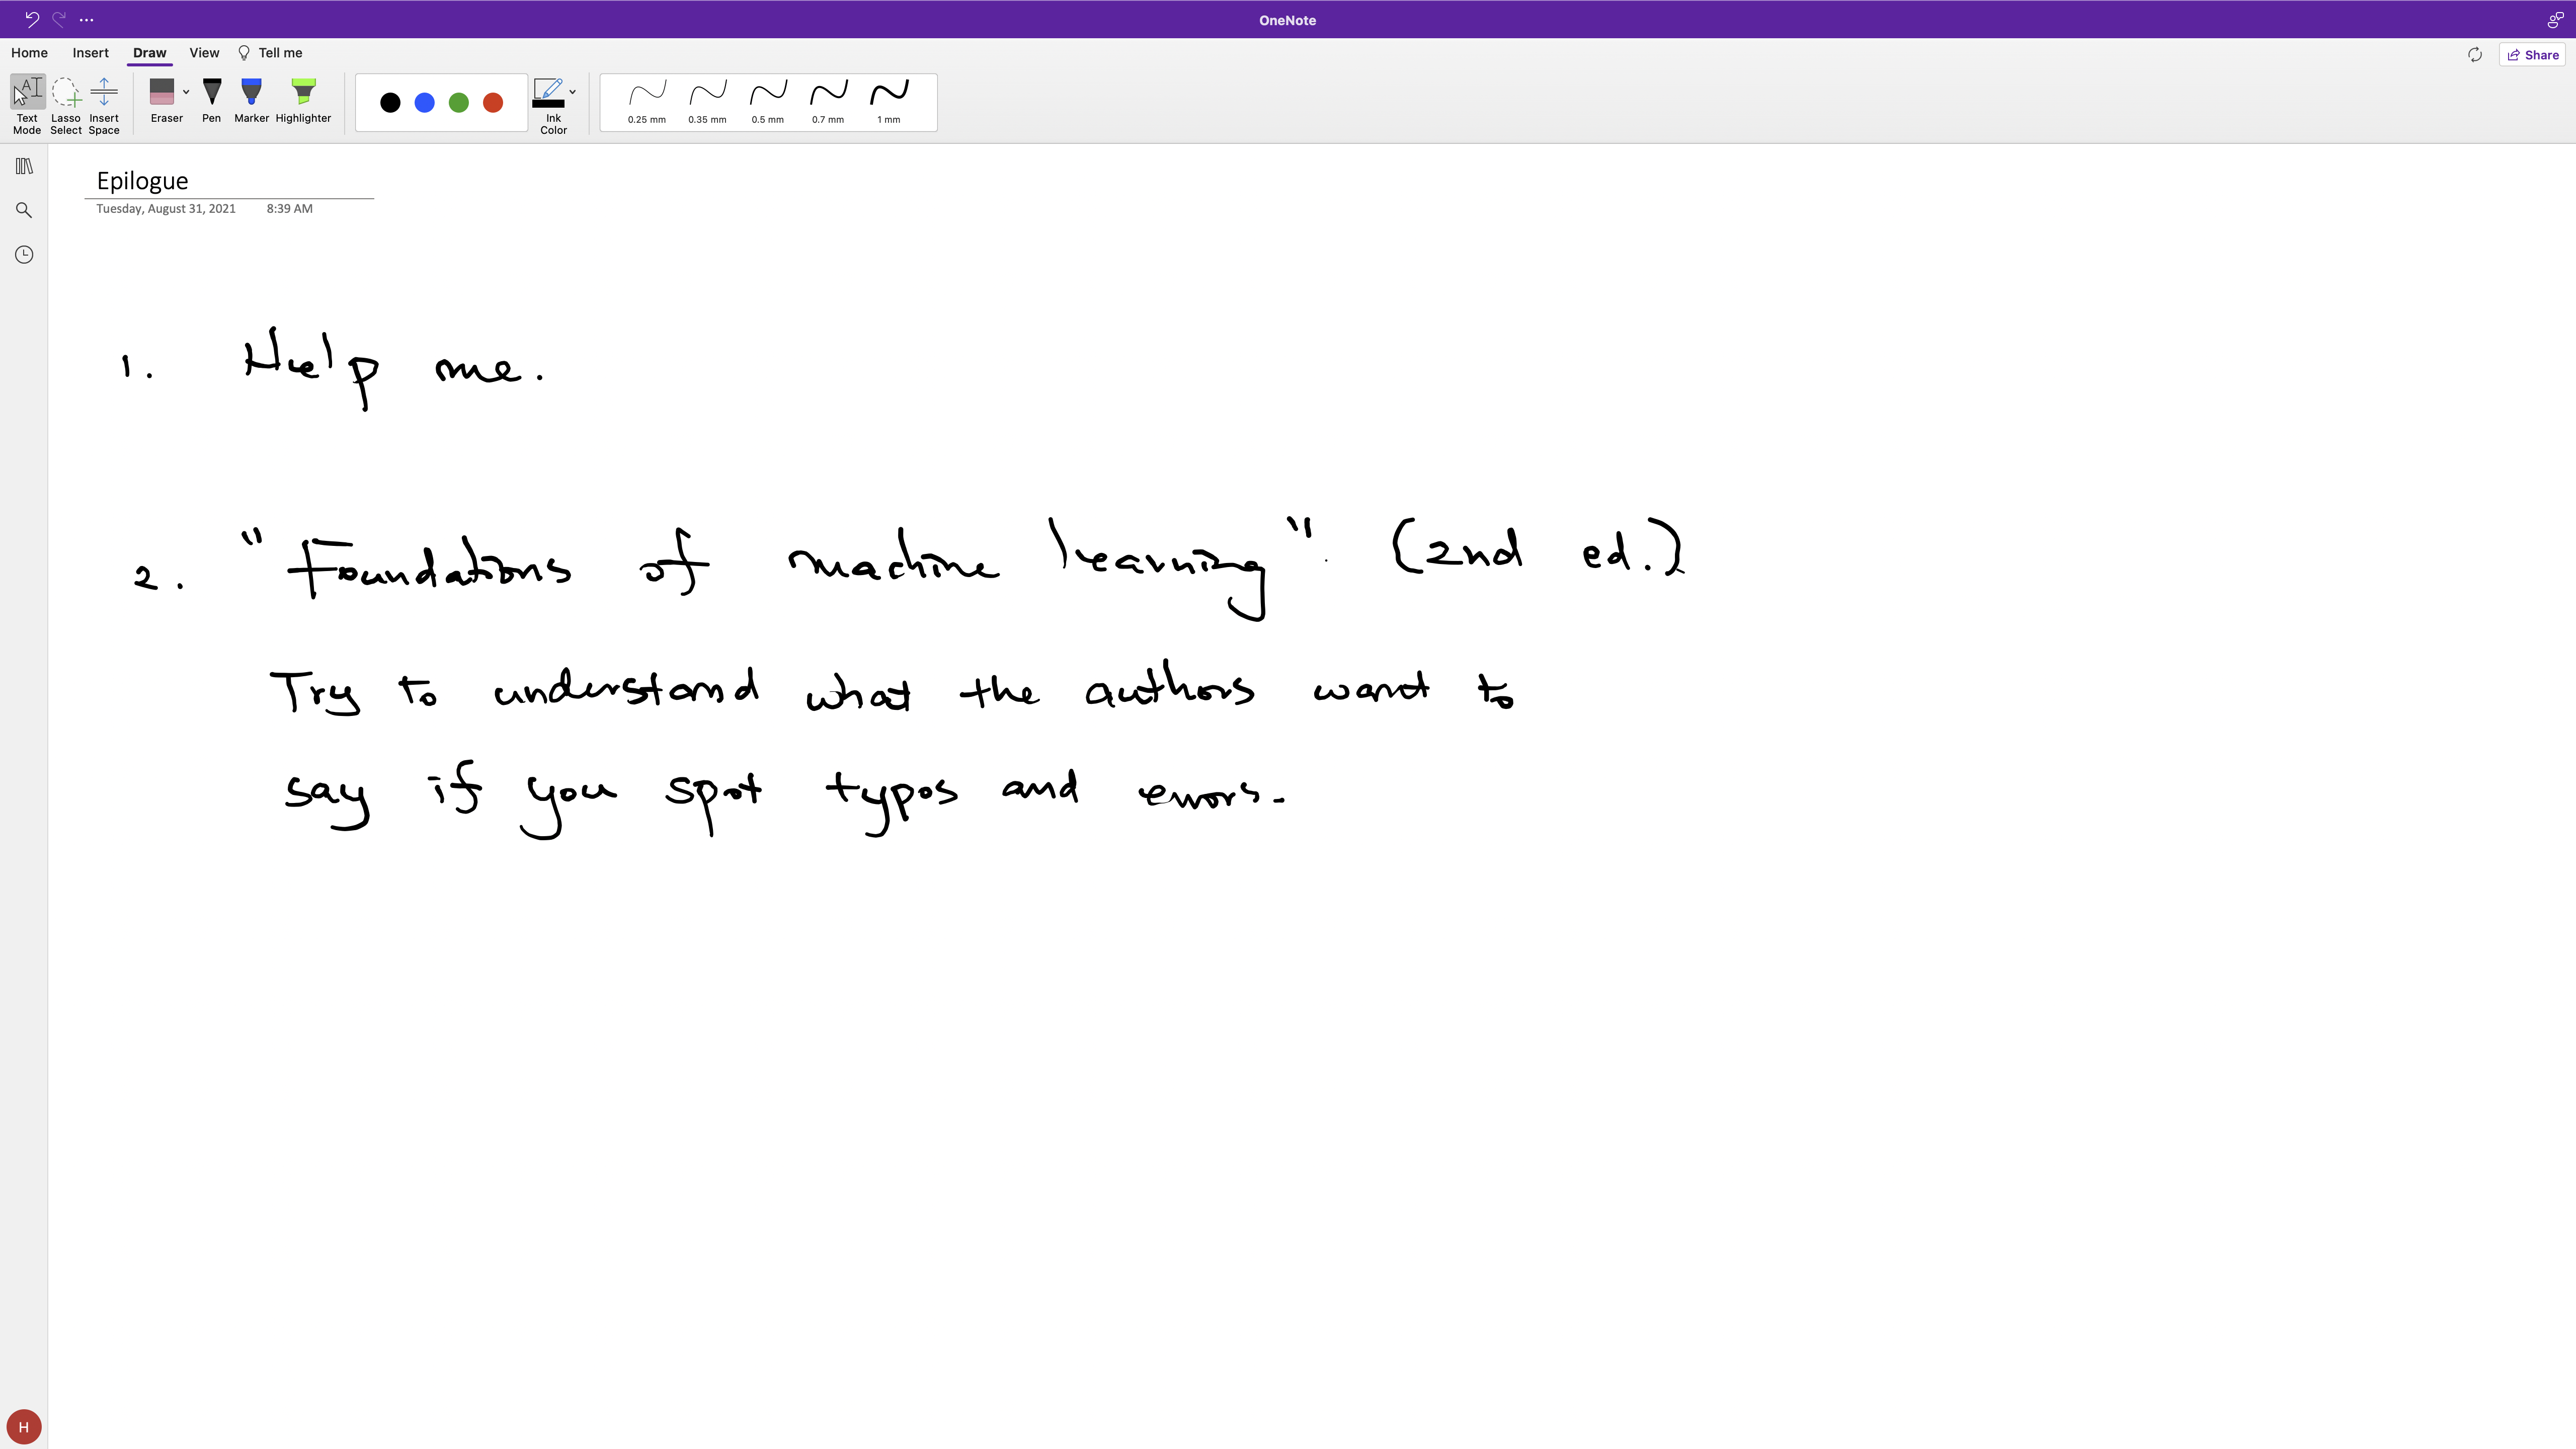 OneNote
Home Insert Draw View Tell me
Share
Text Mode
Lasso Select
Insert Space
Eraser
Pen
Marker
Highlighter
Ink Color
0.25 mm
0.35 mm
0.5 mm
0.7 mm
1 mm
Epilogue
Tuesday, August 31, 2021 8:39 AM
1. Help me.
2. "Foundations of machine learning". (2nd ed.)
Try to understand what the authors want to
say if you spot typos and errors.
H